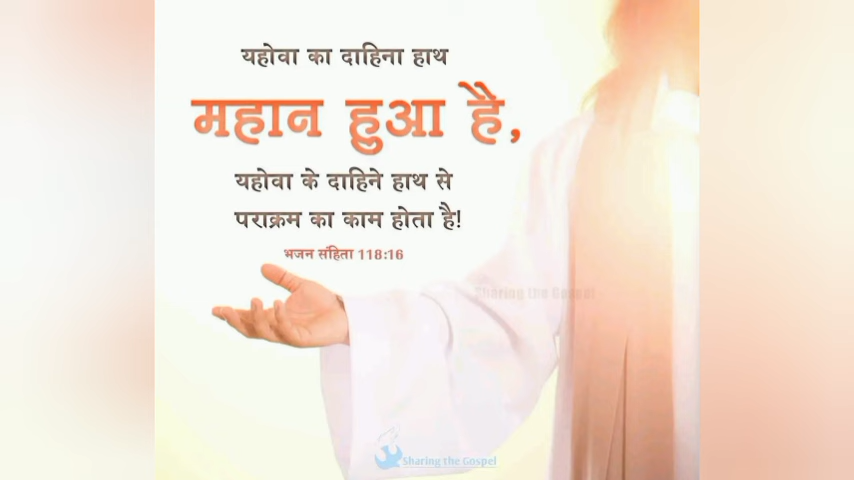 यहोवा का दाहिना हाथ
महान हुआ है,
यहोवा के दाहिने हाथ से
पराक्रम का काम होता है!
भजन संहिता 118:16
Sharing the Gospel
Sharing the Gospel